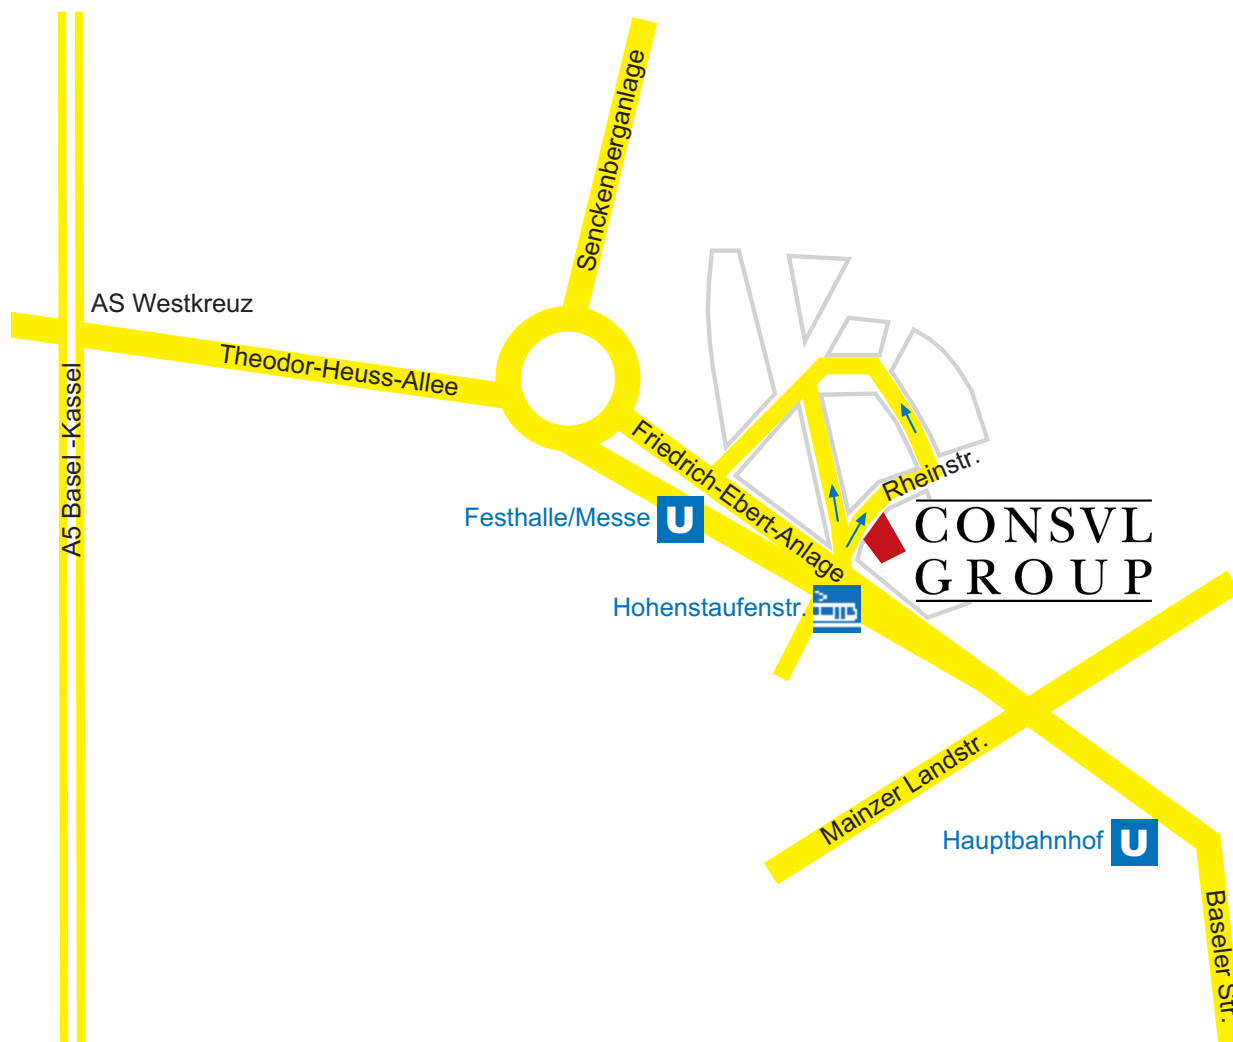 Senckenberganlage
AS Westkreuz
Theodor-Heuss-Allee
A5 Basel -Kassel
Friedrich-Ebert-Anlage
Rheinstr.
Festhalle/Messe U
CONSVL
GROUP
Hohenstaufenstr.
Mainzer Landstr.
Hauptbahnhof U
Baseler Str.